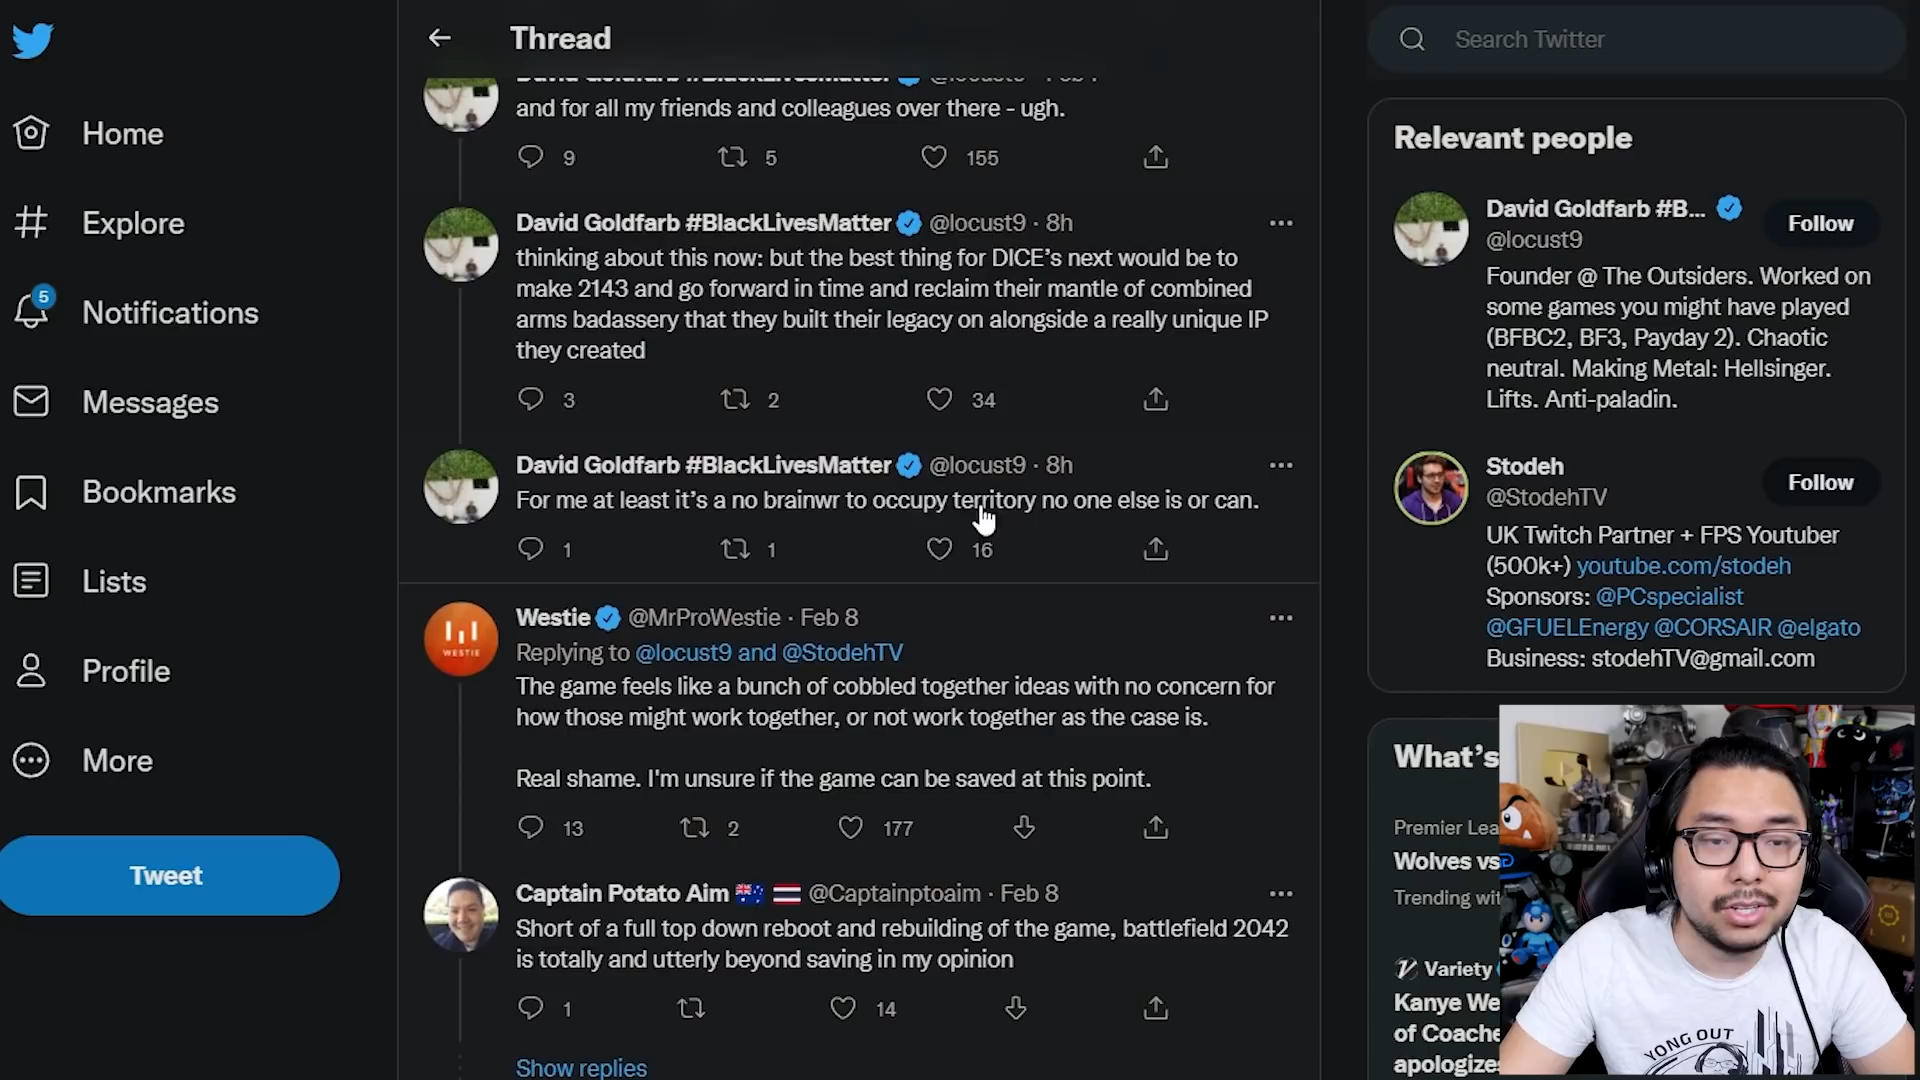 Home
Explore
5
Notifications
Messages
Bookmarks
Lists
Profile
More
Tweet
Thread
David Goldfarb #BlackLivesMatter @locust9 · Feb 7
and for all my friends and colleagues over there - ugh.
9 5 155
David Goldfarb #BlackLivesMatter @locust9 · 8h
thinking about this now: but the best thing for DICE’s next would be to
make 2143 and go forward in time and reclaim their mantle of combined
arms badassery that they built their legacy on alongside a really unique IP
they created
3 2 34
David Goldfarb #BlackLivesMatter @locust9 · 8h
For me at least it’s a no brainwr to occupy territory no one else is or can.
1 1 16
WESTIE
Westie @MrProWestie · Feb 8
Replying to @locust9 and @StodehTV
The game feels like a bunch of cobbled together ideas with no concern for
how those might work together, or not work together as the case is.
Real shame. I'm unsure if the game can be saved at this point.
13 2 177
Captain Potato Aim @Captainptoaim · Feb 8
Short of a full top down reboot and rebuilding of the game, battlefield 2042
is totally and utterly beyond saving in my opinion
1 14
Show replies
Search Twitter
Relevant people
David Goldfarb #B...
@locust9
Follow
Founder @ The Outsiders. Worked on
some games you might have played
(BFBC2, BF3, Payday 2). Chaotic
neutral. Making Metal: Hellsinger.
Lifts. Anti-paladin.
Stodeh
@StodehTV
Follow
UK Twitch Partner + FPS Youtuber
(500k+) youtube.com/stodeh
Sponsors: @PCspecialist
@GFUELEnergy @CORSAIR @elgato
Business: stodehTV@gmail.com
What’s
Premier Lea
Wolves vs
Trending wit
Variety
Kanye We
of Coache
apologizes
YONG OUT